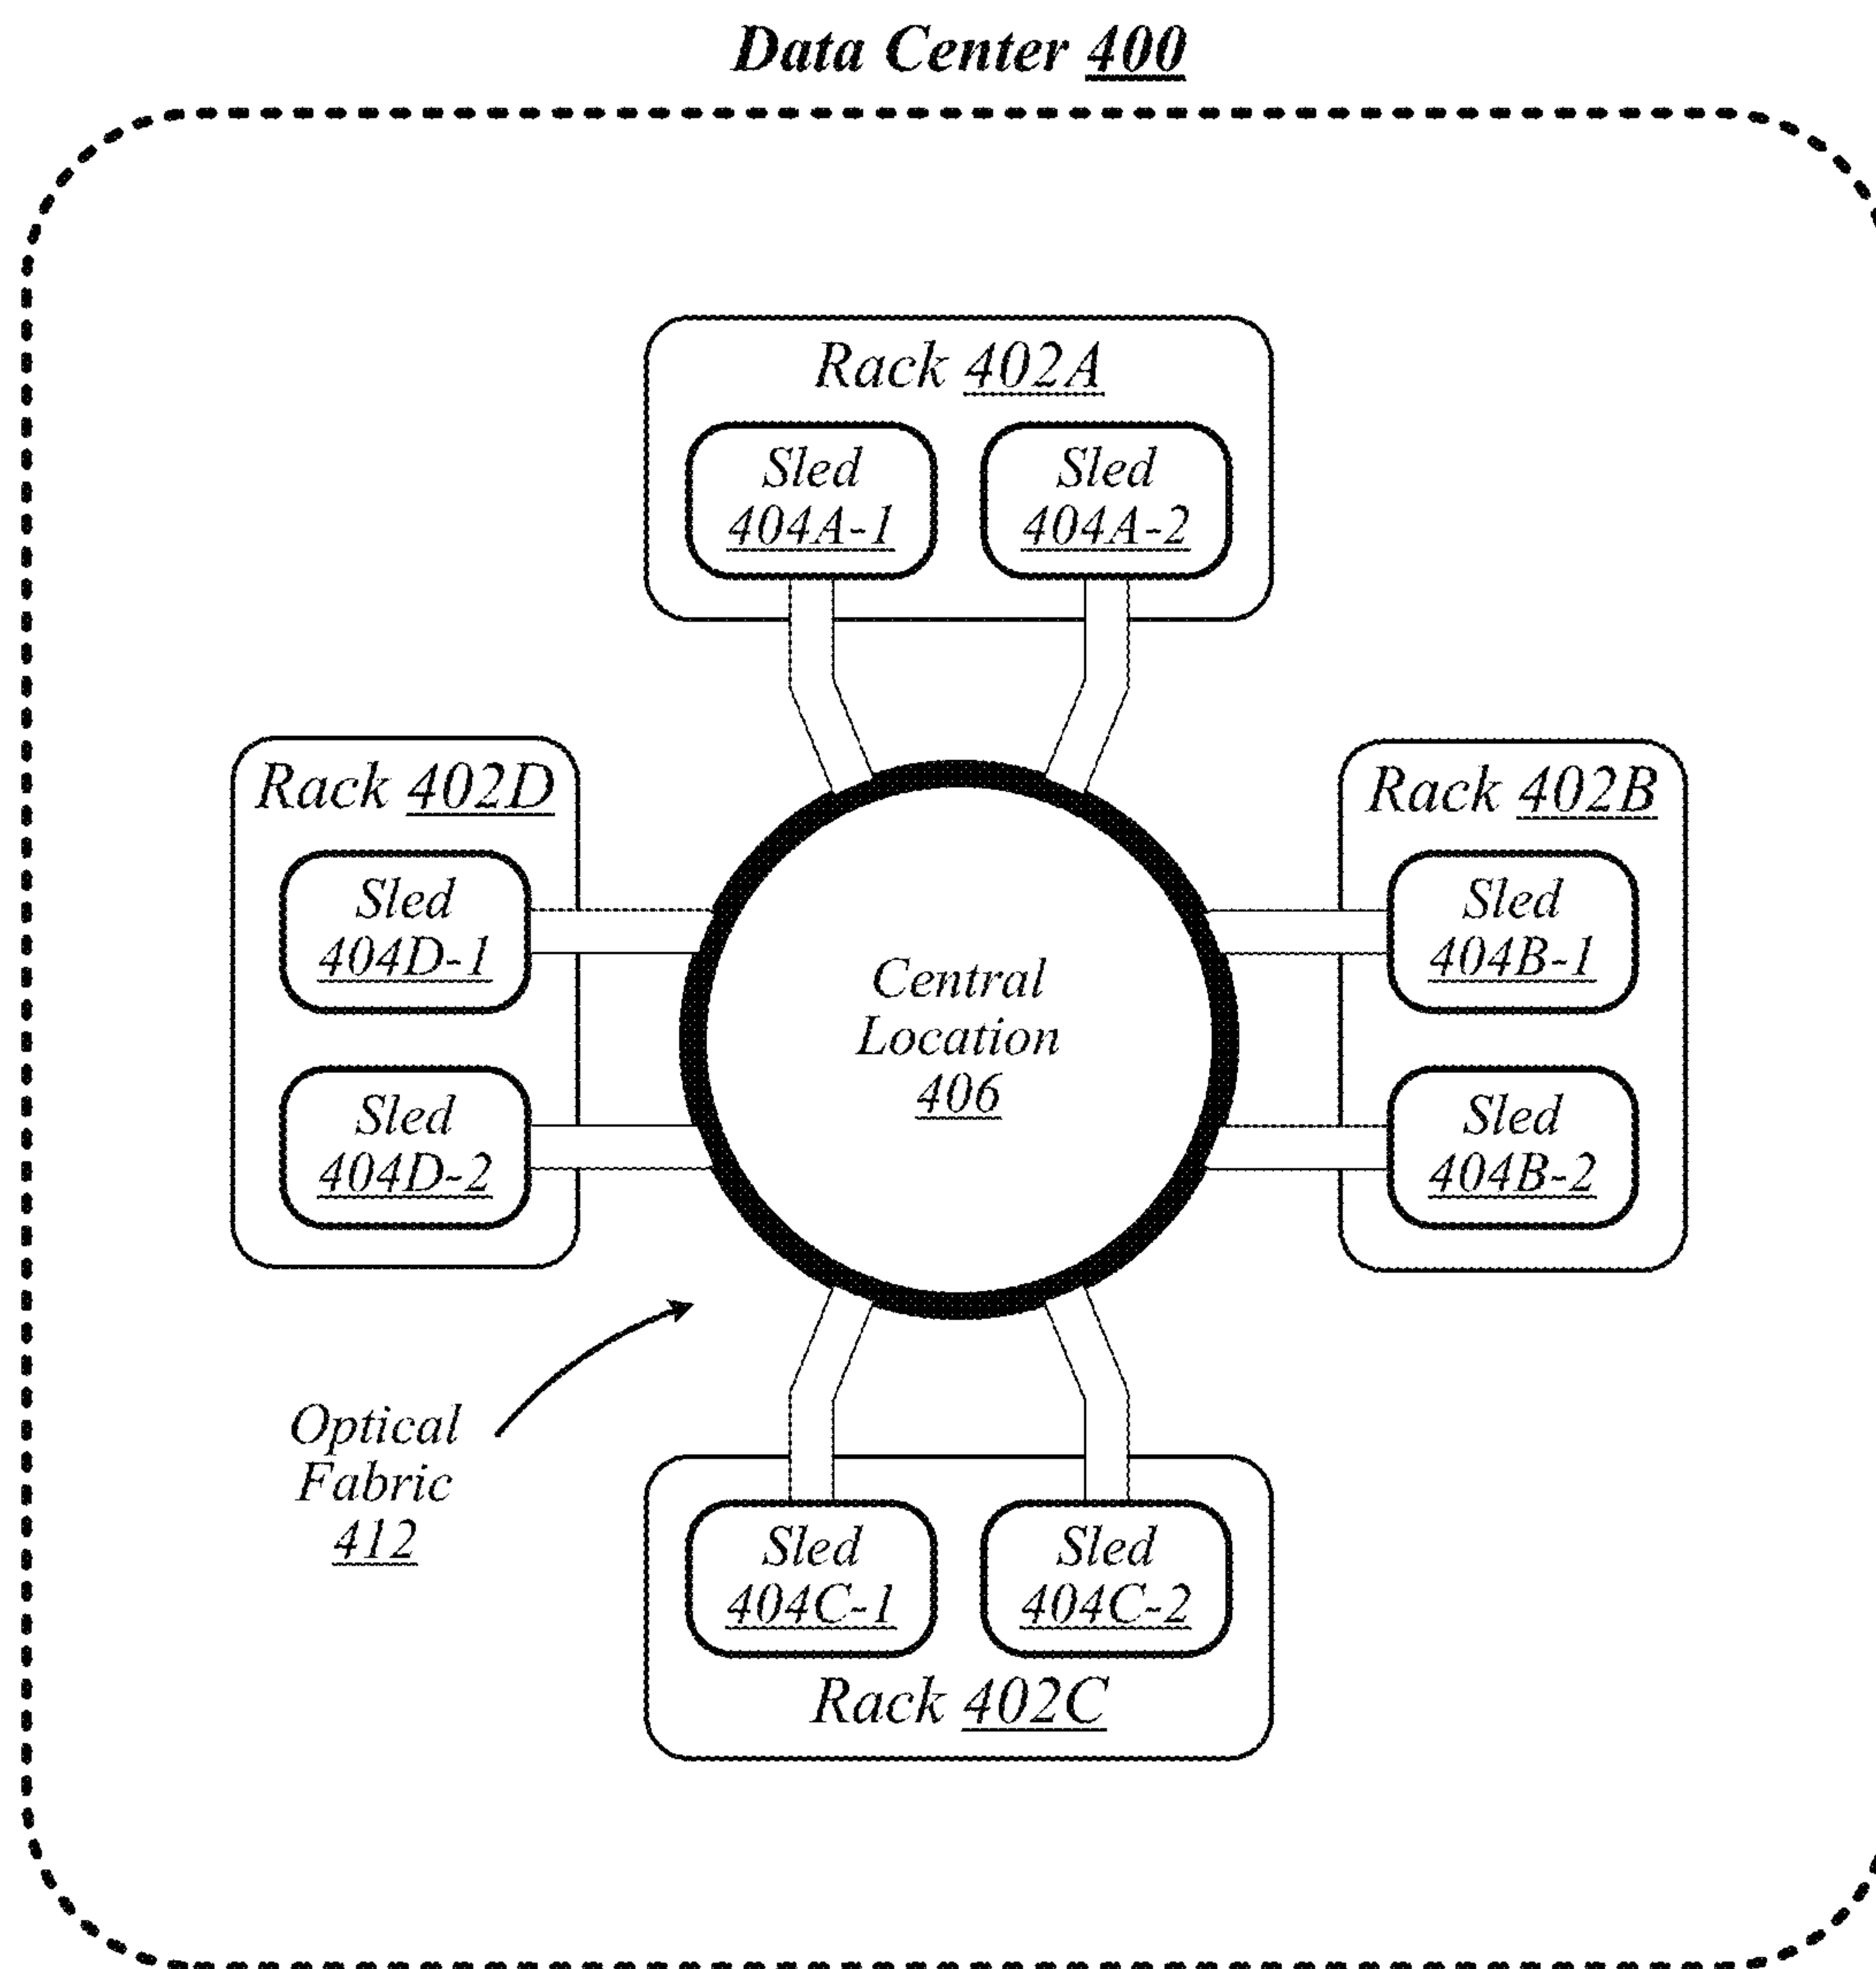 Data Center 400
Rack 402A
Sled
404A-1
Sled
404A-2
Rack 402D
Sled
404D-1
Sled
404D-2
Central
Location
406
Rack 402B
Sled
404B-1
Sled
404B-2
Optical
Fabric
412
Sled
404C-1
Sled
404C-2
Rack 402C